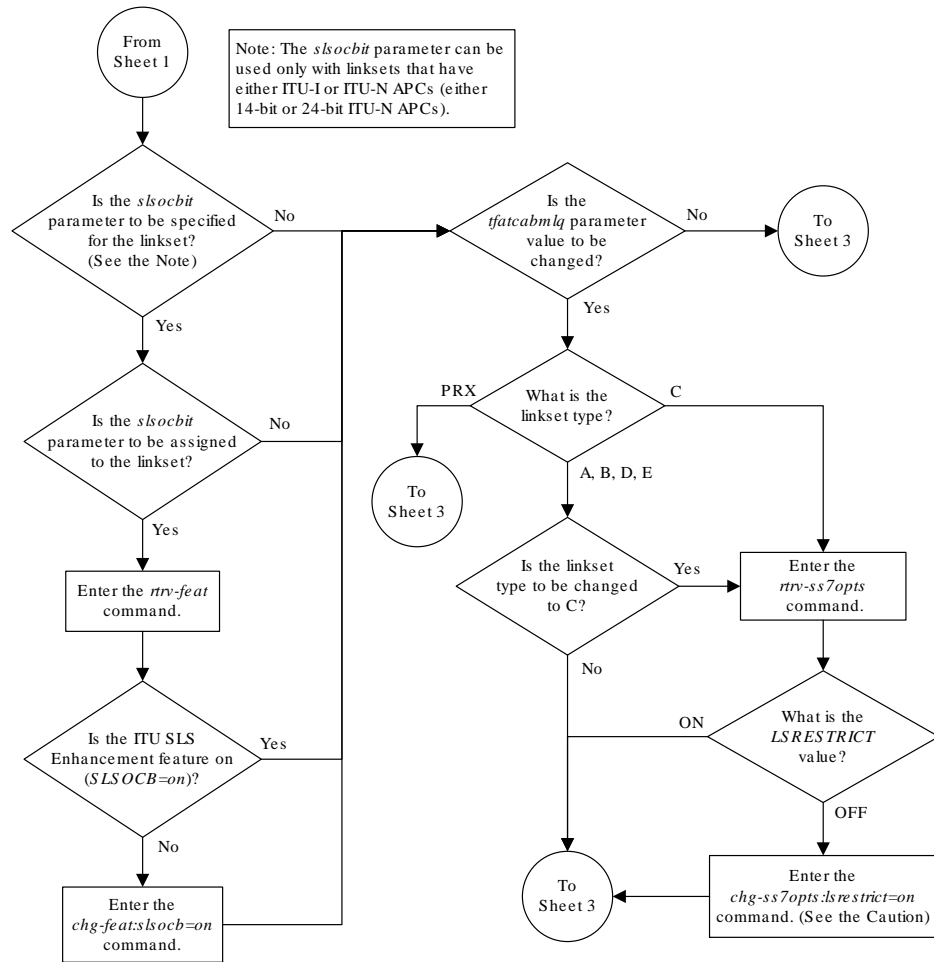 From
Sheet 1
Note: The slsocbit parameter can be
used only with linksets that have
either ITU-I or ITU-N APCs (either
14-bit or 24-bit ITU-N APCs).
Is the
slsocbit
parameter to be specified
for the linkset?
(See the Note)
No
Yes
Is the slsocbit
parameter to be assigned
to the linkset?
No
Yes
Enter the rtrv-feat
command.
Is the ITU SLS
Enhancement feature on
(SLSOCB=on)?
Yes
No
Enter the
chg-feat:slsocb=on
command.
Is the
tfatcabmlq parameter
value to be
changed?
No
To
Sheet 3
Yes
What is the
linkset type?
PRX
C
To
Sheet 3
A, B, D, E
Is the linkset
type to be changed
to C?
Yes
Enter the
rtrv-ss7opts
command.
No
What is the
LSRESTRICT
value?
ON
OFF
Enter the
chg-ss7opts:lsrestrict=on
command. (See the Caution)
To
Sheet 3